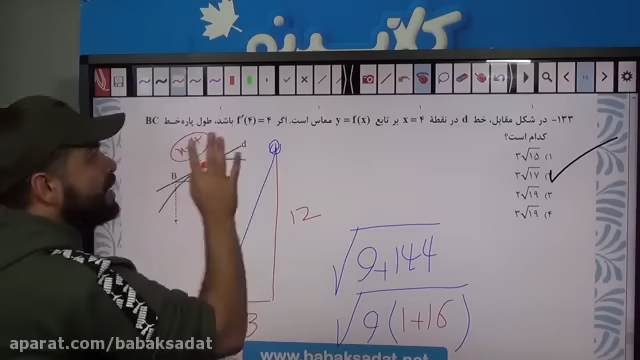 کلاسینو
۱۳۳- در شکل مقابل، خط d در نقطهٔ x = ۴ بر تابع y = f(x) مماس است. اگر f'(۴) = ۴ باشد، طول پاره‌خط BC
کدام است؟
d
B
۲
۱) ۳√۱۵
۲) ۳√۱۷
۳) ۲√۱۹
۴) ۳√۱۹
12
3
√9+144
√9(1+16)
aparat.com/babaksadat
www.babaksadat.net